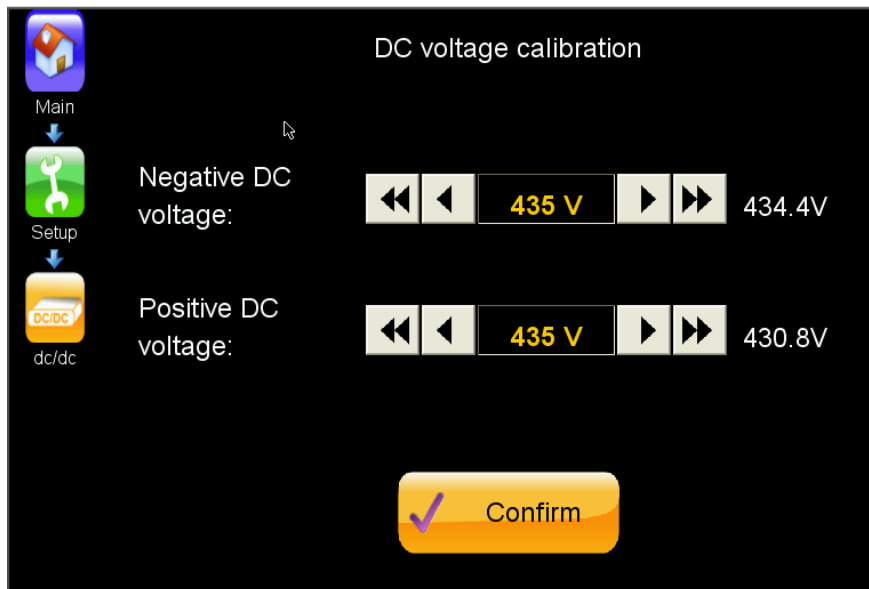 DC voltage calibration
Main
Negative DC
voltage:
435 V
434.4V
Setup
Positive DC
voltage:
435 V
430.8V
DC/DC
dc/dc
Confirm